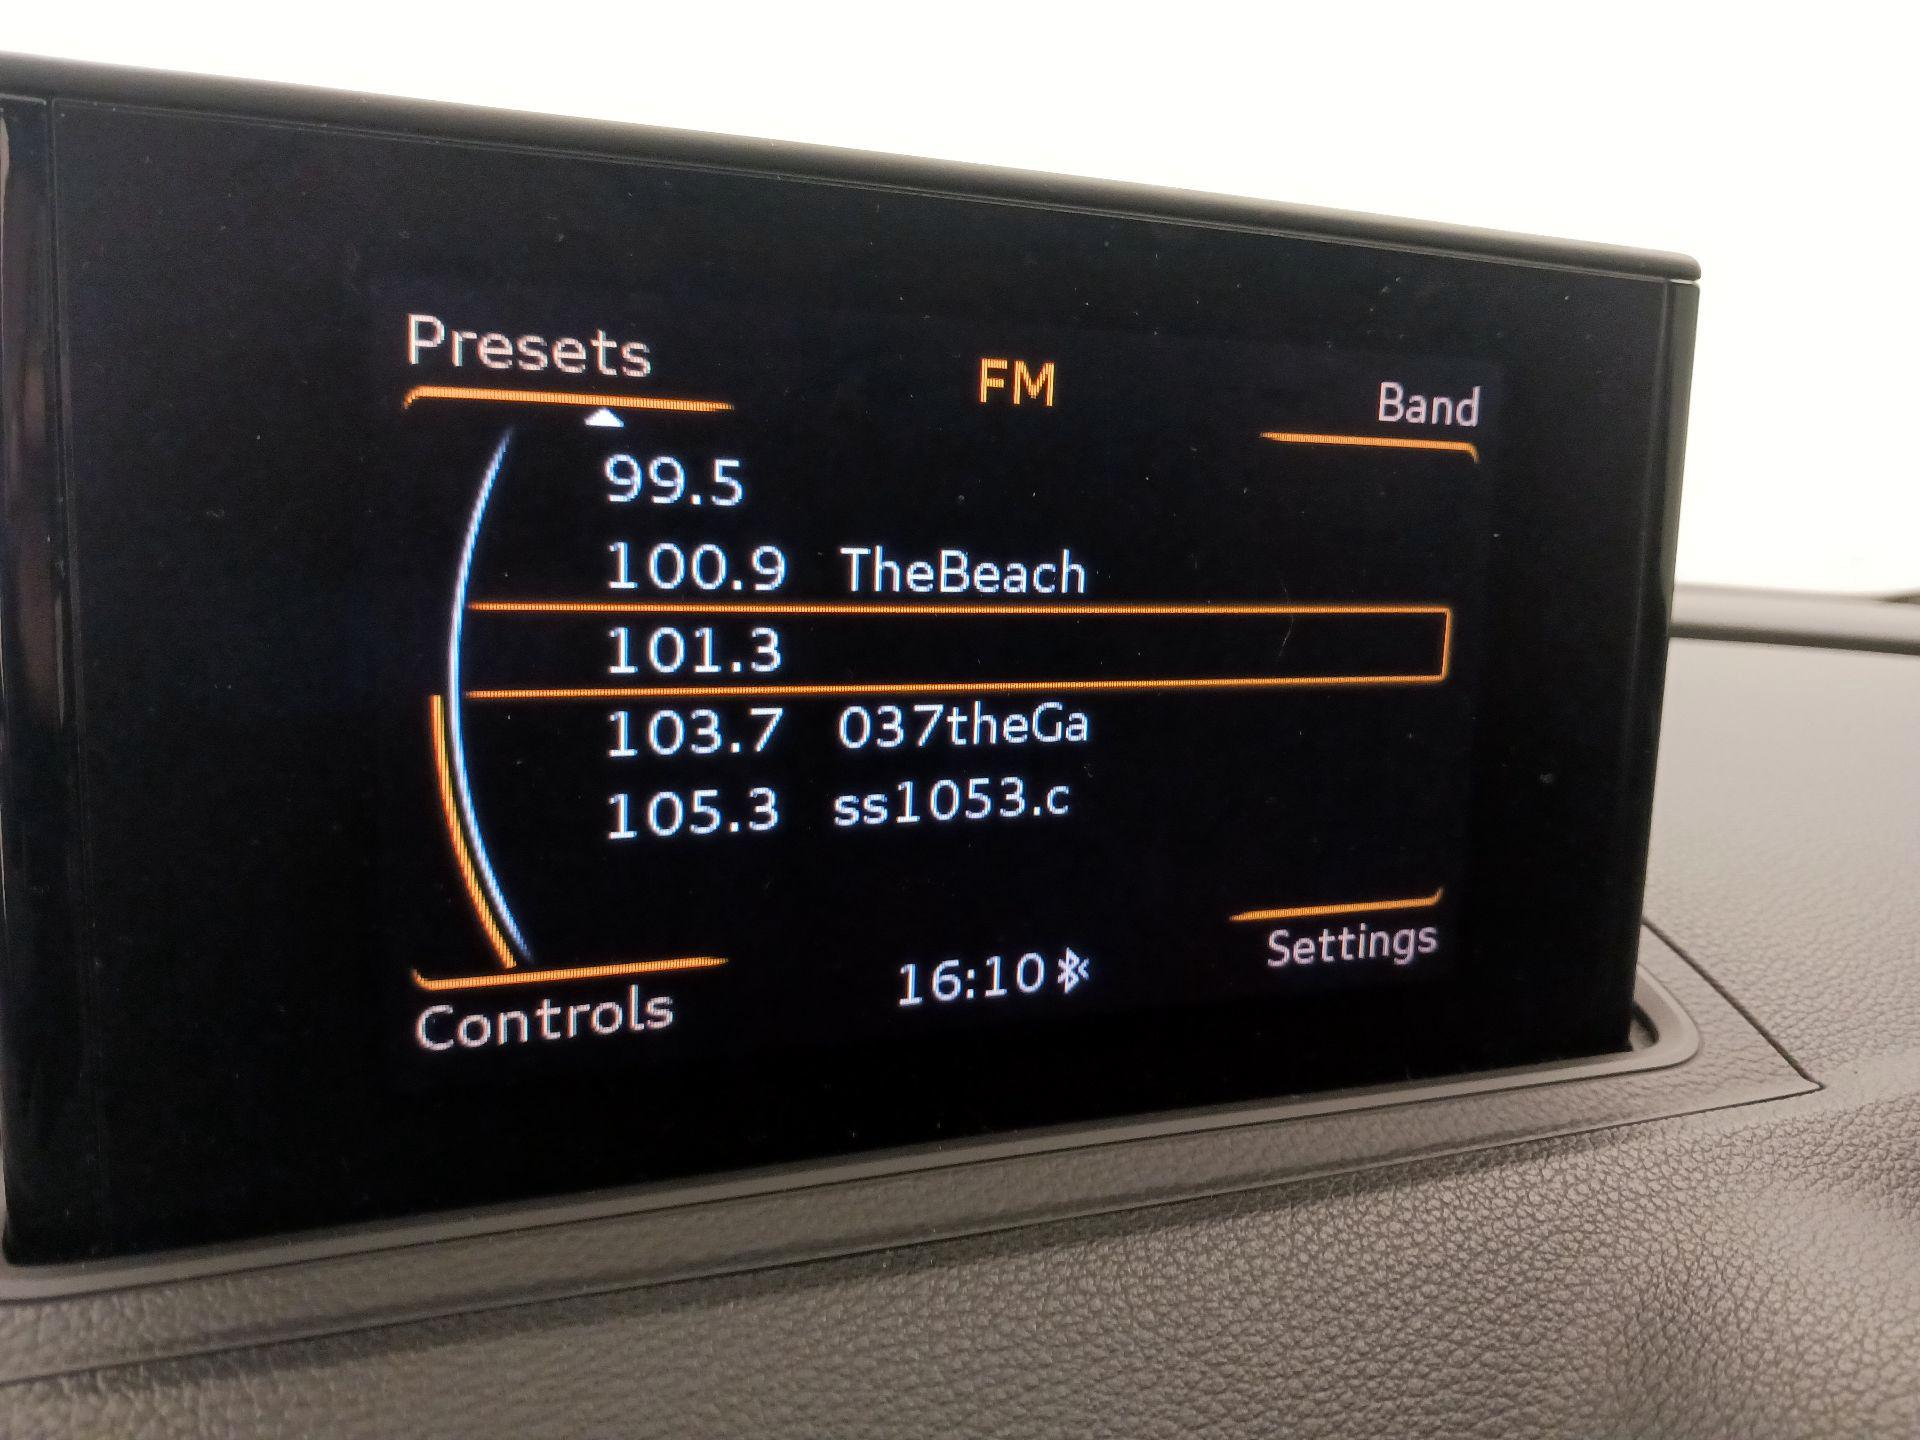 Presets
FM
Band
99.5
100.9 TheBeach
101.3
103.7 037theGa
105.3 ss1053.c
Settings
16:10
Controls